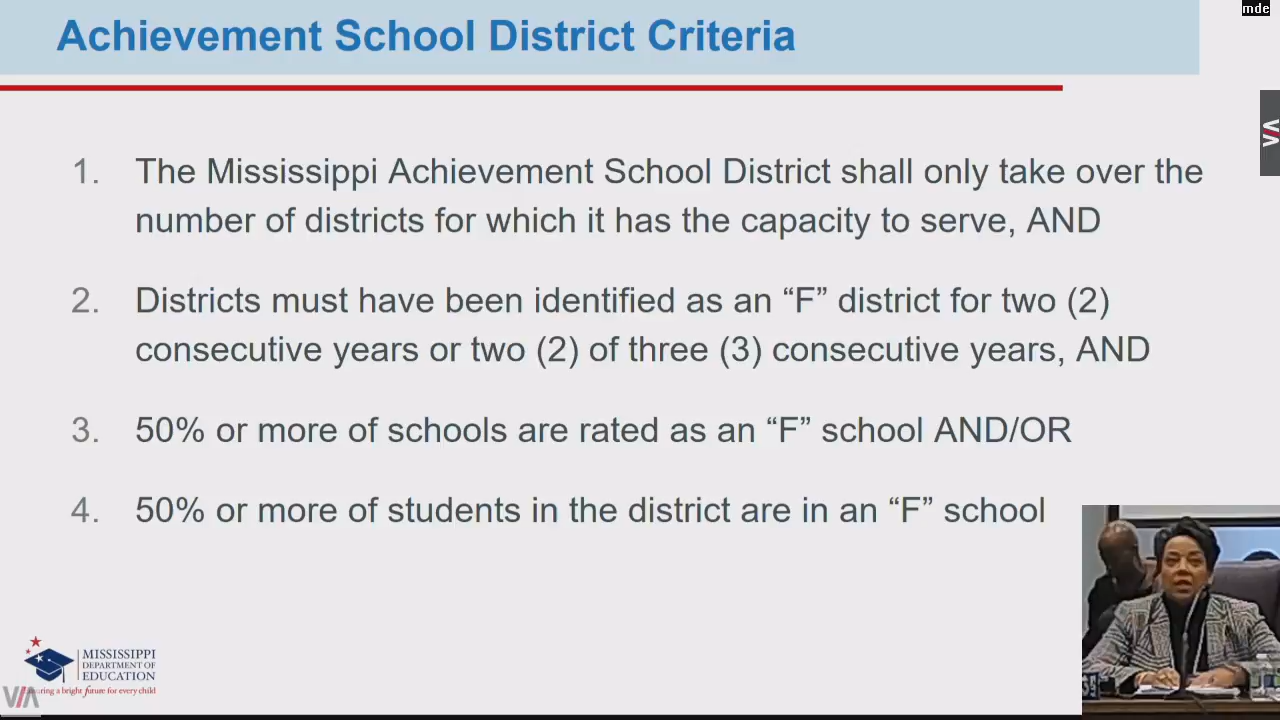 Achievement School District Criteria
mde
1. The Mississippi Achievement School District shall only take over the
number of districts for which it has the capacity to serve, AND
2. Districts must have been identified as an “F” district for two (2)
consecutive years or two (2) of three (3) consecutive years, AND
3. 50% or more of schools are rated as an “F” school AND/OR
4. 50% or more of students in the district are in an “F” school
MISSISSIPPI
DEPARTMENT OF
EDUCATION
a bright future for every child
VIA